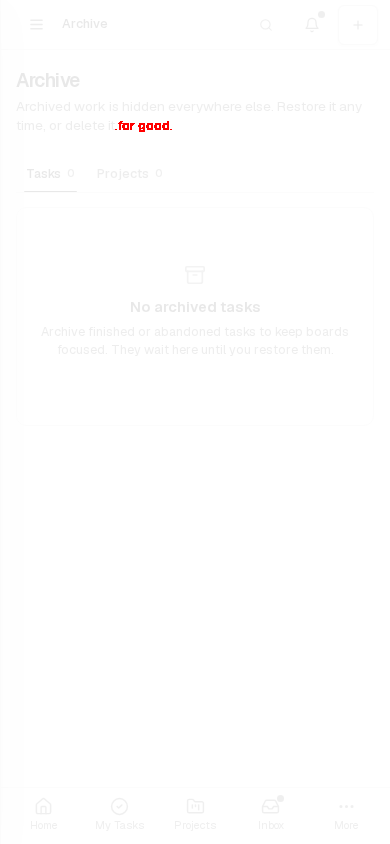 Archive
Archive
Archived work is hidden everywhere else. Restore it any
time, or delete it for good.
Tasks 0
Projects 0
No archived tasks
Archive finished or abandoned tasks to keep boards
focused. They wait here until you restore them.
Home
My Tasks
Projects
Inbox
More